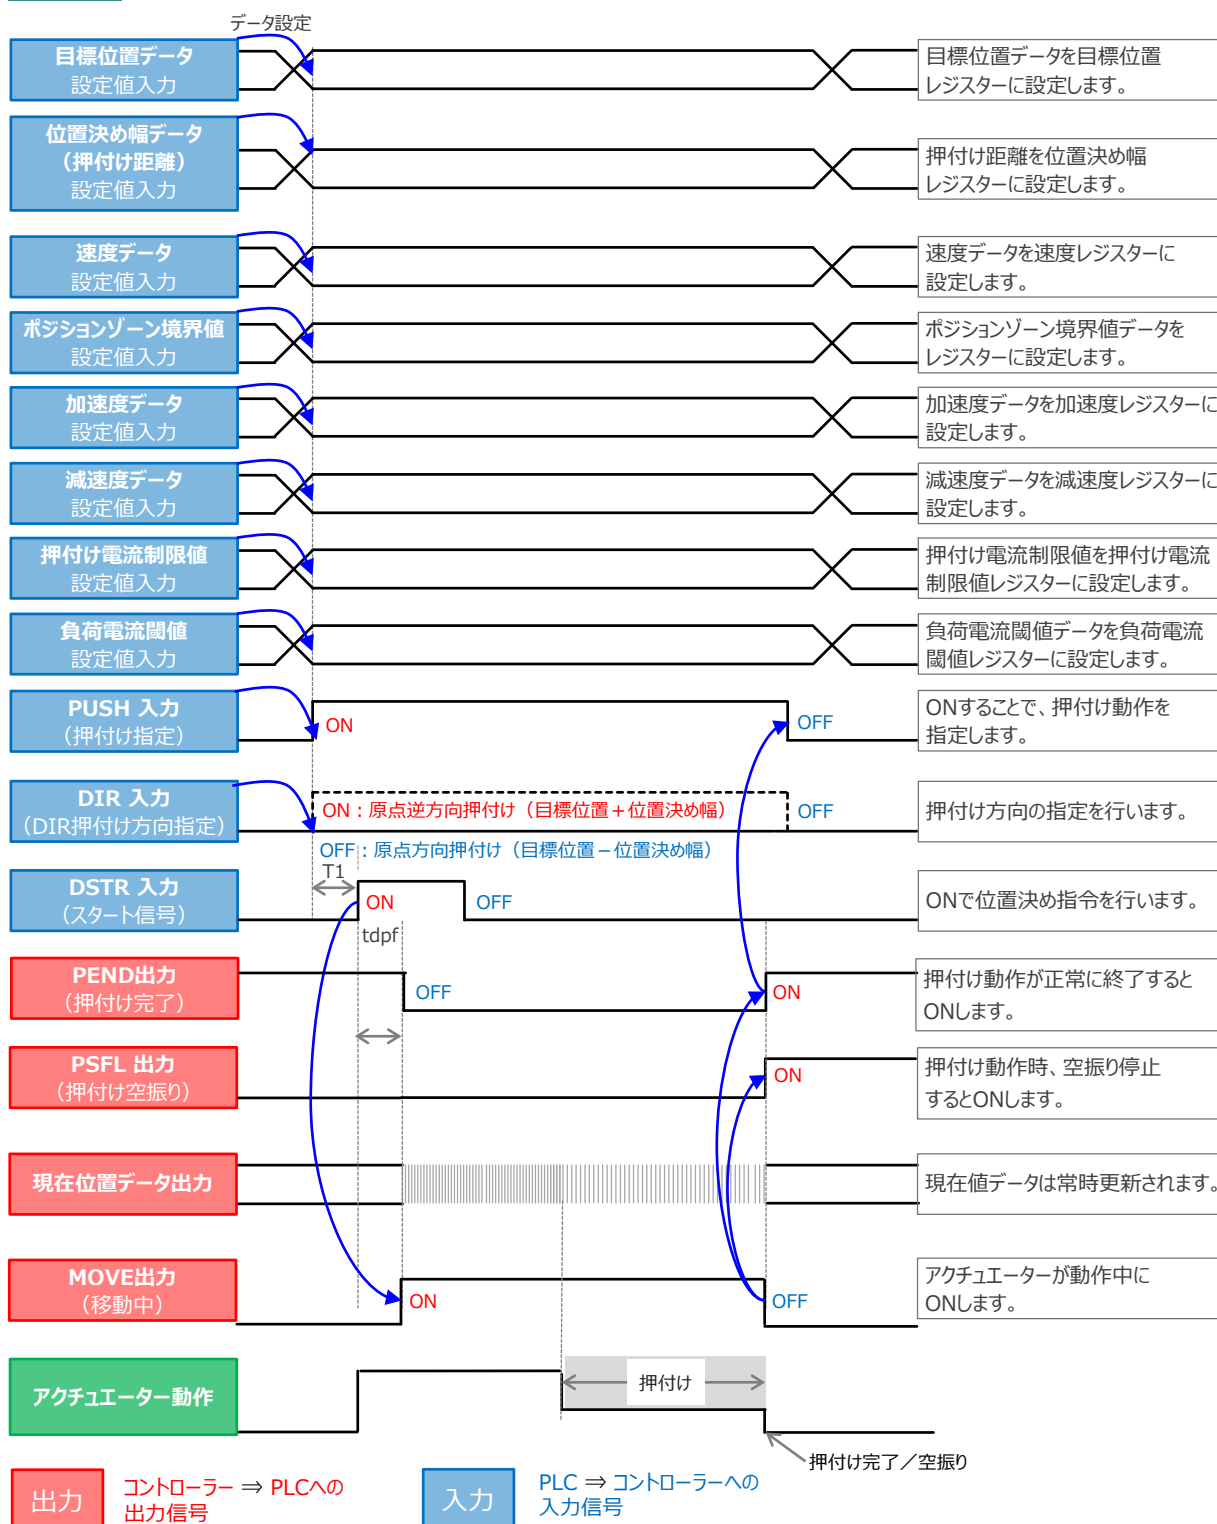 データ設定
目標位置データ
設定値入力
目標位置データを目標位置
レジスターに設定します。
位置決め幅データ
（押付け距離）
設定値入力
押付け距離を位置決め幅
レジスターに設定します。
速度データ
設定値入力
速度データを速度レジスターに
設定します。
ポジションゾーン境界値
設定値入力
ポジションゾーン境界値データを
レジスターに設定します。
加速度データ
設定値入力
加速度データを加速度レジスターに
設定します。
減速度データ
設定値入力
減速度データを減速度レジスターに
設定します。
押付け電流制限値
設定値入力
押付け電流制限値を押付け電流
制限値レジスターに設定します。
負荷電流閾値
設定値入力
負荷電流閾値データを負荷電流
閾値レジスターに設定します。
PUSH 入力
（押付け指定）
ON
OFF
ONすることで、押付け動作を
指定します。
DIR 入力
（DIR押付け方向指定）
ON：原点逆方向押付け（目標位置＋位置決め幅）
OFF
押付け方向の指定を行います。
OFF：原点方向押付け（目標位置－位置決め幅）
T1
DSTR 入力
（スタート信号）
ON
OFF
ONで位置決め指令を行います。
tdpf
PEND出力
（押付け完了）
OFF
ON
押付け動作が正常に終了すると
ONします。
PSFL 出力
（押付け空振り）
ON
押付け動作時、空振り停止
するとONします。
現在位置データ出力
現在値データは常時更新されます。
MOVE出力
（移動中）
ON
OFF
アクチュエーターが動作中に
ONします。
アクチュエーター動作
押付け
押付け完了／空振り
出力
コントローラー ⇒ PLCへの
出力信号
入力
PLC ⇒ コントローラーへの
入力信号